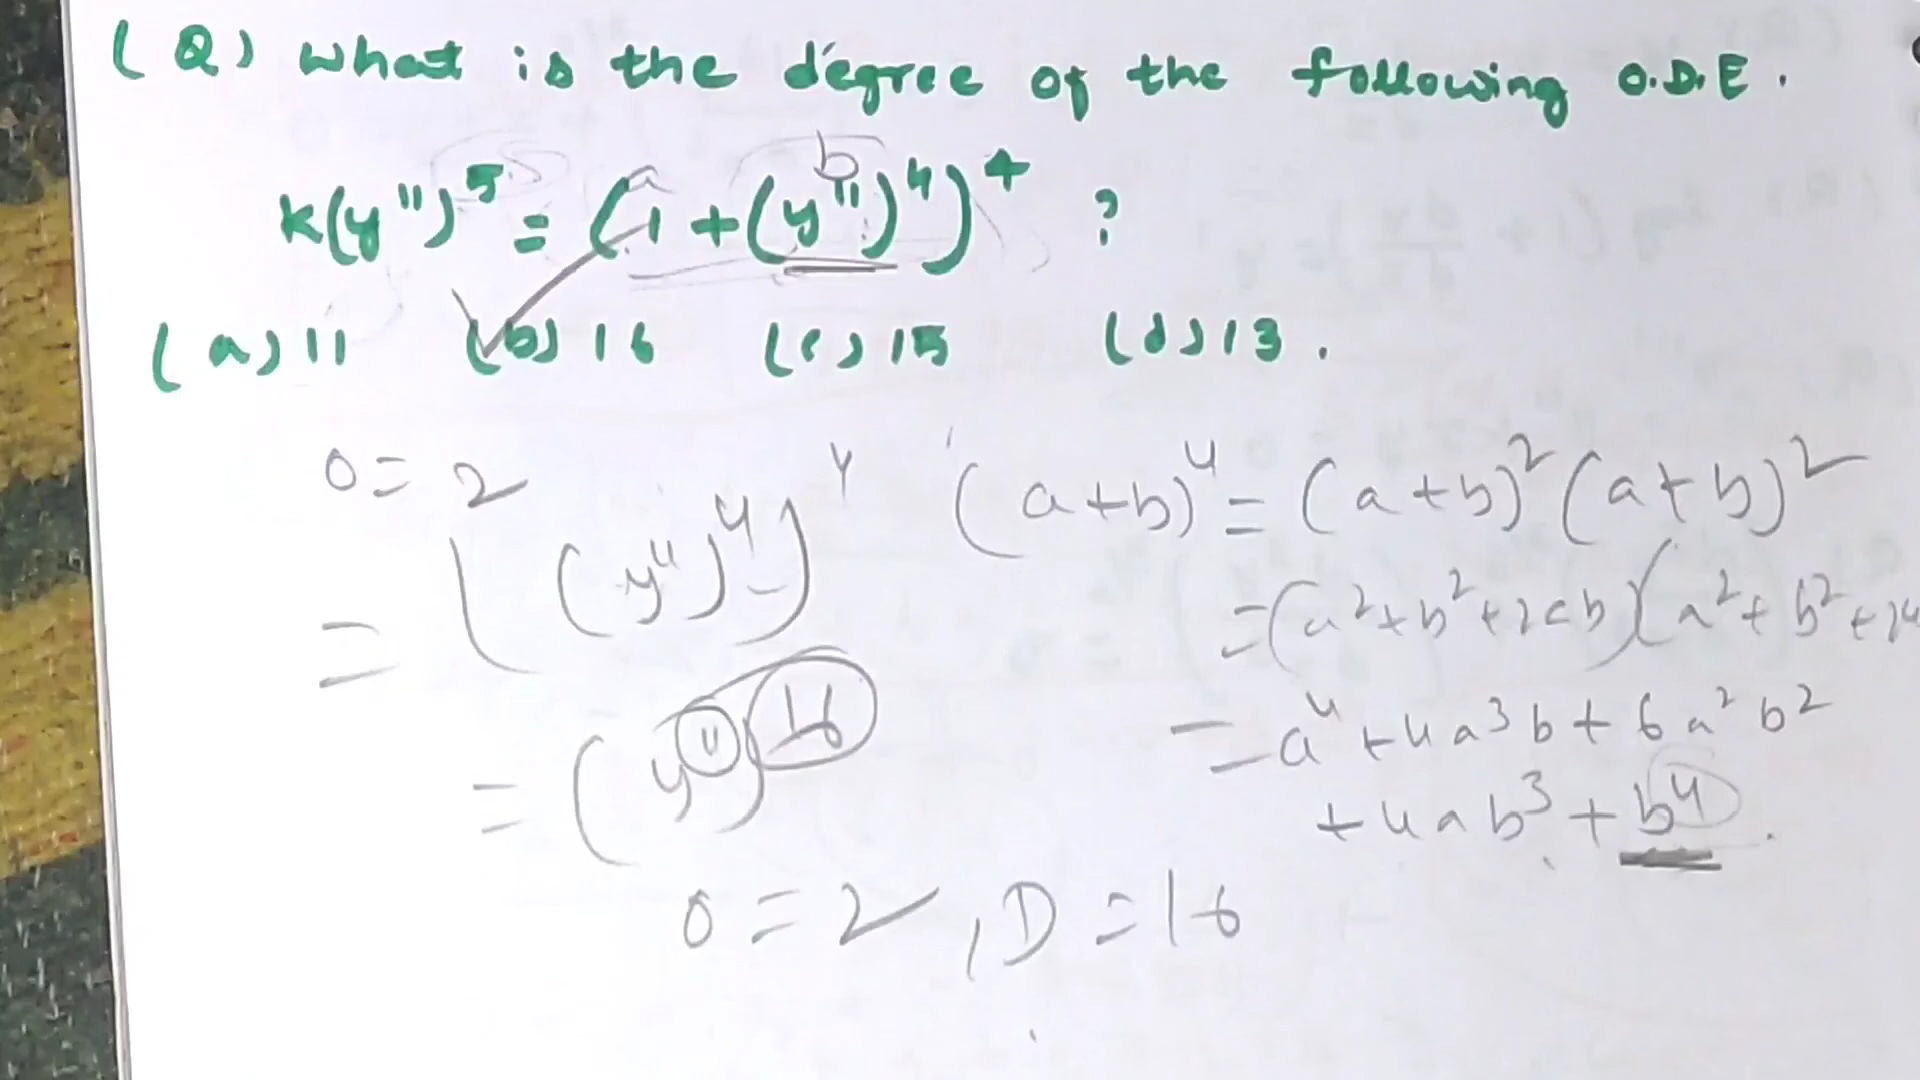 (Q) What is the degree of the following O.D.E.
k(y'')^5 = (1 + (y'')^4)^4 ?
a b
(a) 11 (b) 16 (c) 15 (d) 13.
O = 2
= ((y'')^4)^4
= (y'')^16
(a+b)^4 = (a+b)^2 (a+b)^2
= (a^2+b^2+2ab)(a^2+b^2+2
= a^4 + 4a^3b + 6a^2b^2
+ 4ab^3 + b^4.
O = 2, D = 16